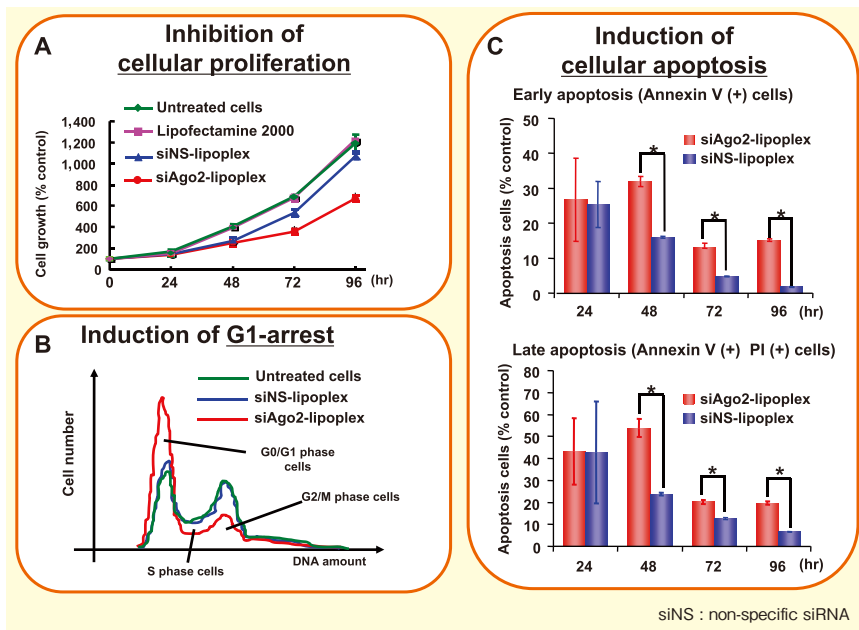 A
Inhibition of
cellular proliferation
Untreated cells
Lipofectamine 2000
siNS-lipoplex
siAgo2-lipoplex
Cell growth (% control)
1,400
1,200
1,000
800
600
400
200
0
0
24
48
72
96
(hr)
B
Induction of G1-arrest
Untreated cells
siNS-lipoplex
siAgo2-lipoplex
Cell number
G0/G1 phase
cells
G2/M phase cells
S phase cells
DNA amount
C
Induction of
cellular apoptosis
Early apoptosis (Annexin V (+) cells)
Apoptosis cells (% control)
50
40
30
20
10
0
siAgo2-lipoplex
siNS-lipoplex
*
*
*
24
48
72
96
(hr)
Late apoptosis (Annexin V (+) PI (+) cells)
Apoptosis cells (% control)
80
70
60
50
40
30
20
10
0
siAgo2-lipoplex
siNS-lipoplex
*
*
*
24
48
72
96
(hr)
siNS : non-specific siRNA